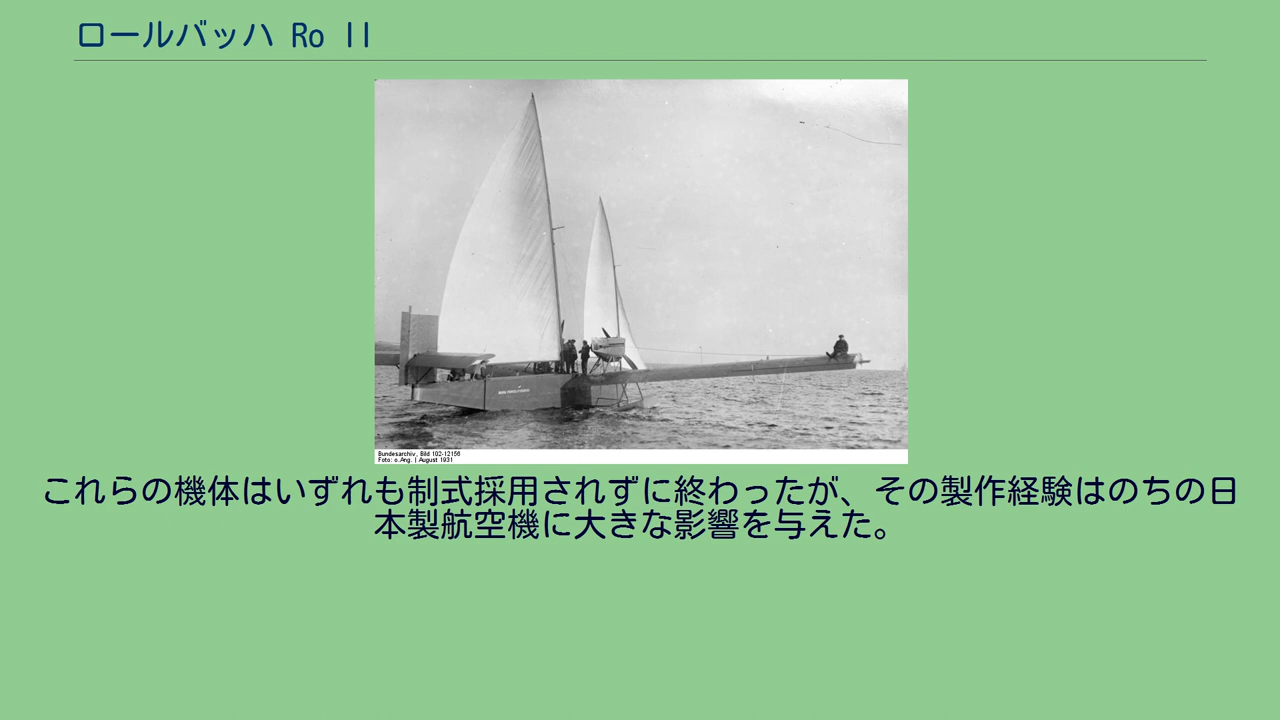 ロールバッハ Ro II
Bundesarchiv, Bild 102-12156
Foto: o.Ang. | August 1931
これらの機体はいずれも制式採用されずに終わったが、その製作経験はのちの日
本製航空機に大きな影響を与えた。